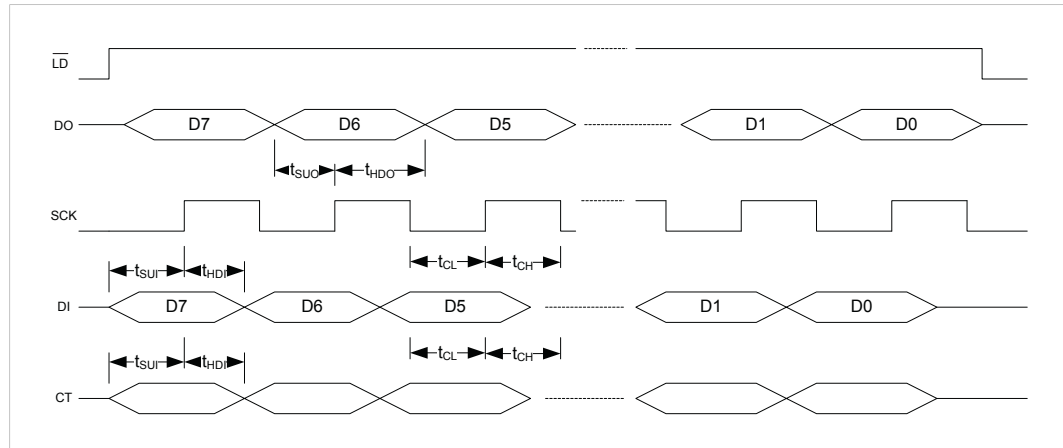 L̅D̅
DO D7 D6 D5 D1 D0
tSUO tHDO
SCK
tSUI tHDI tCL tCH
DI D7 D6 D5 D1 D0
tSUI tHDI tCL tCH
CT